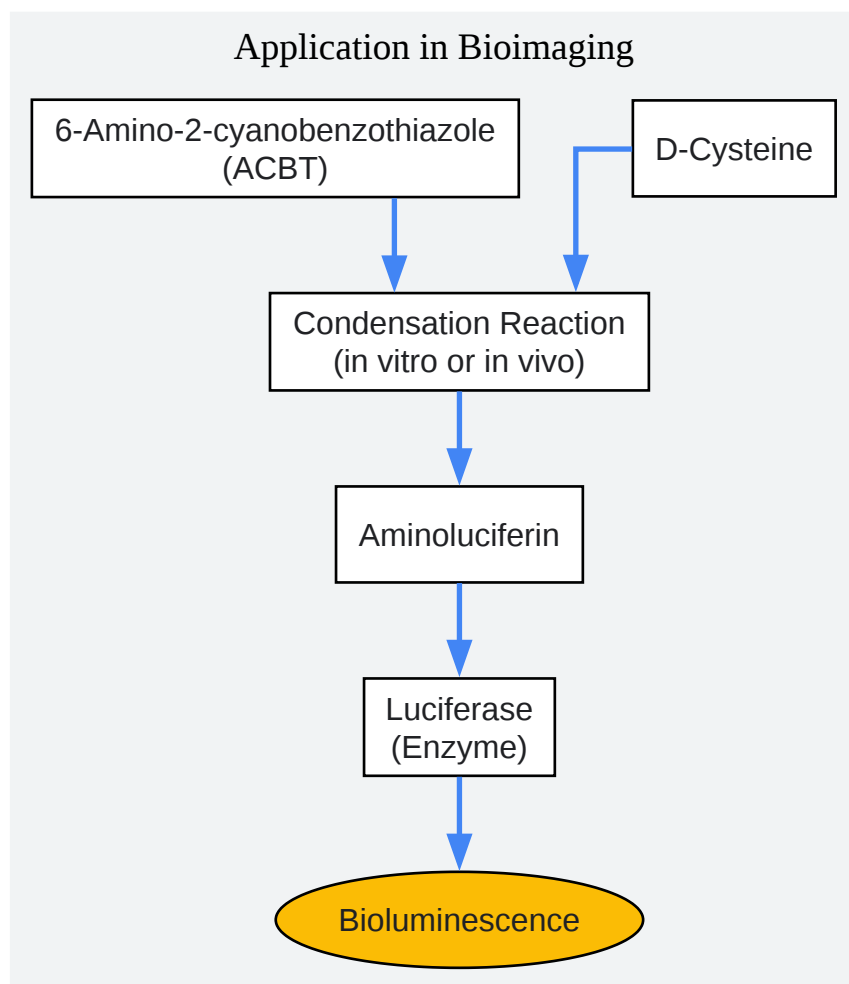 Application in Bioimaging
6-Amino-2-cyanobenzothiazole
(ACBT)
D-Cysteine
Condensation Reaction
(in vitro or in vivo)
Aminoluciferin
Luciferase
(Enzyme)
Bioluminescence